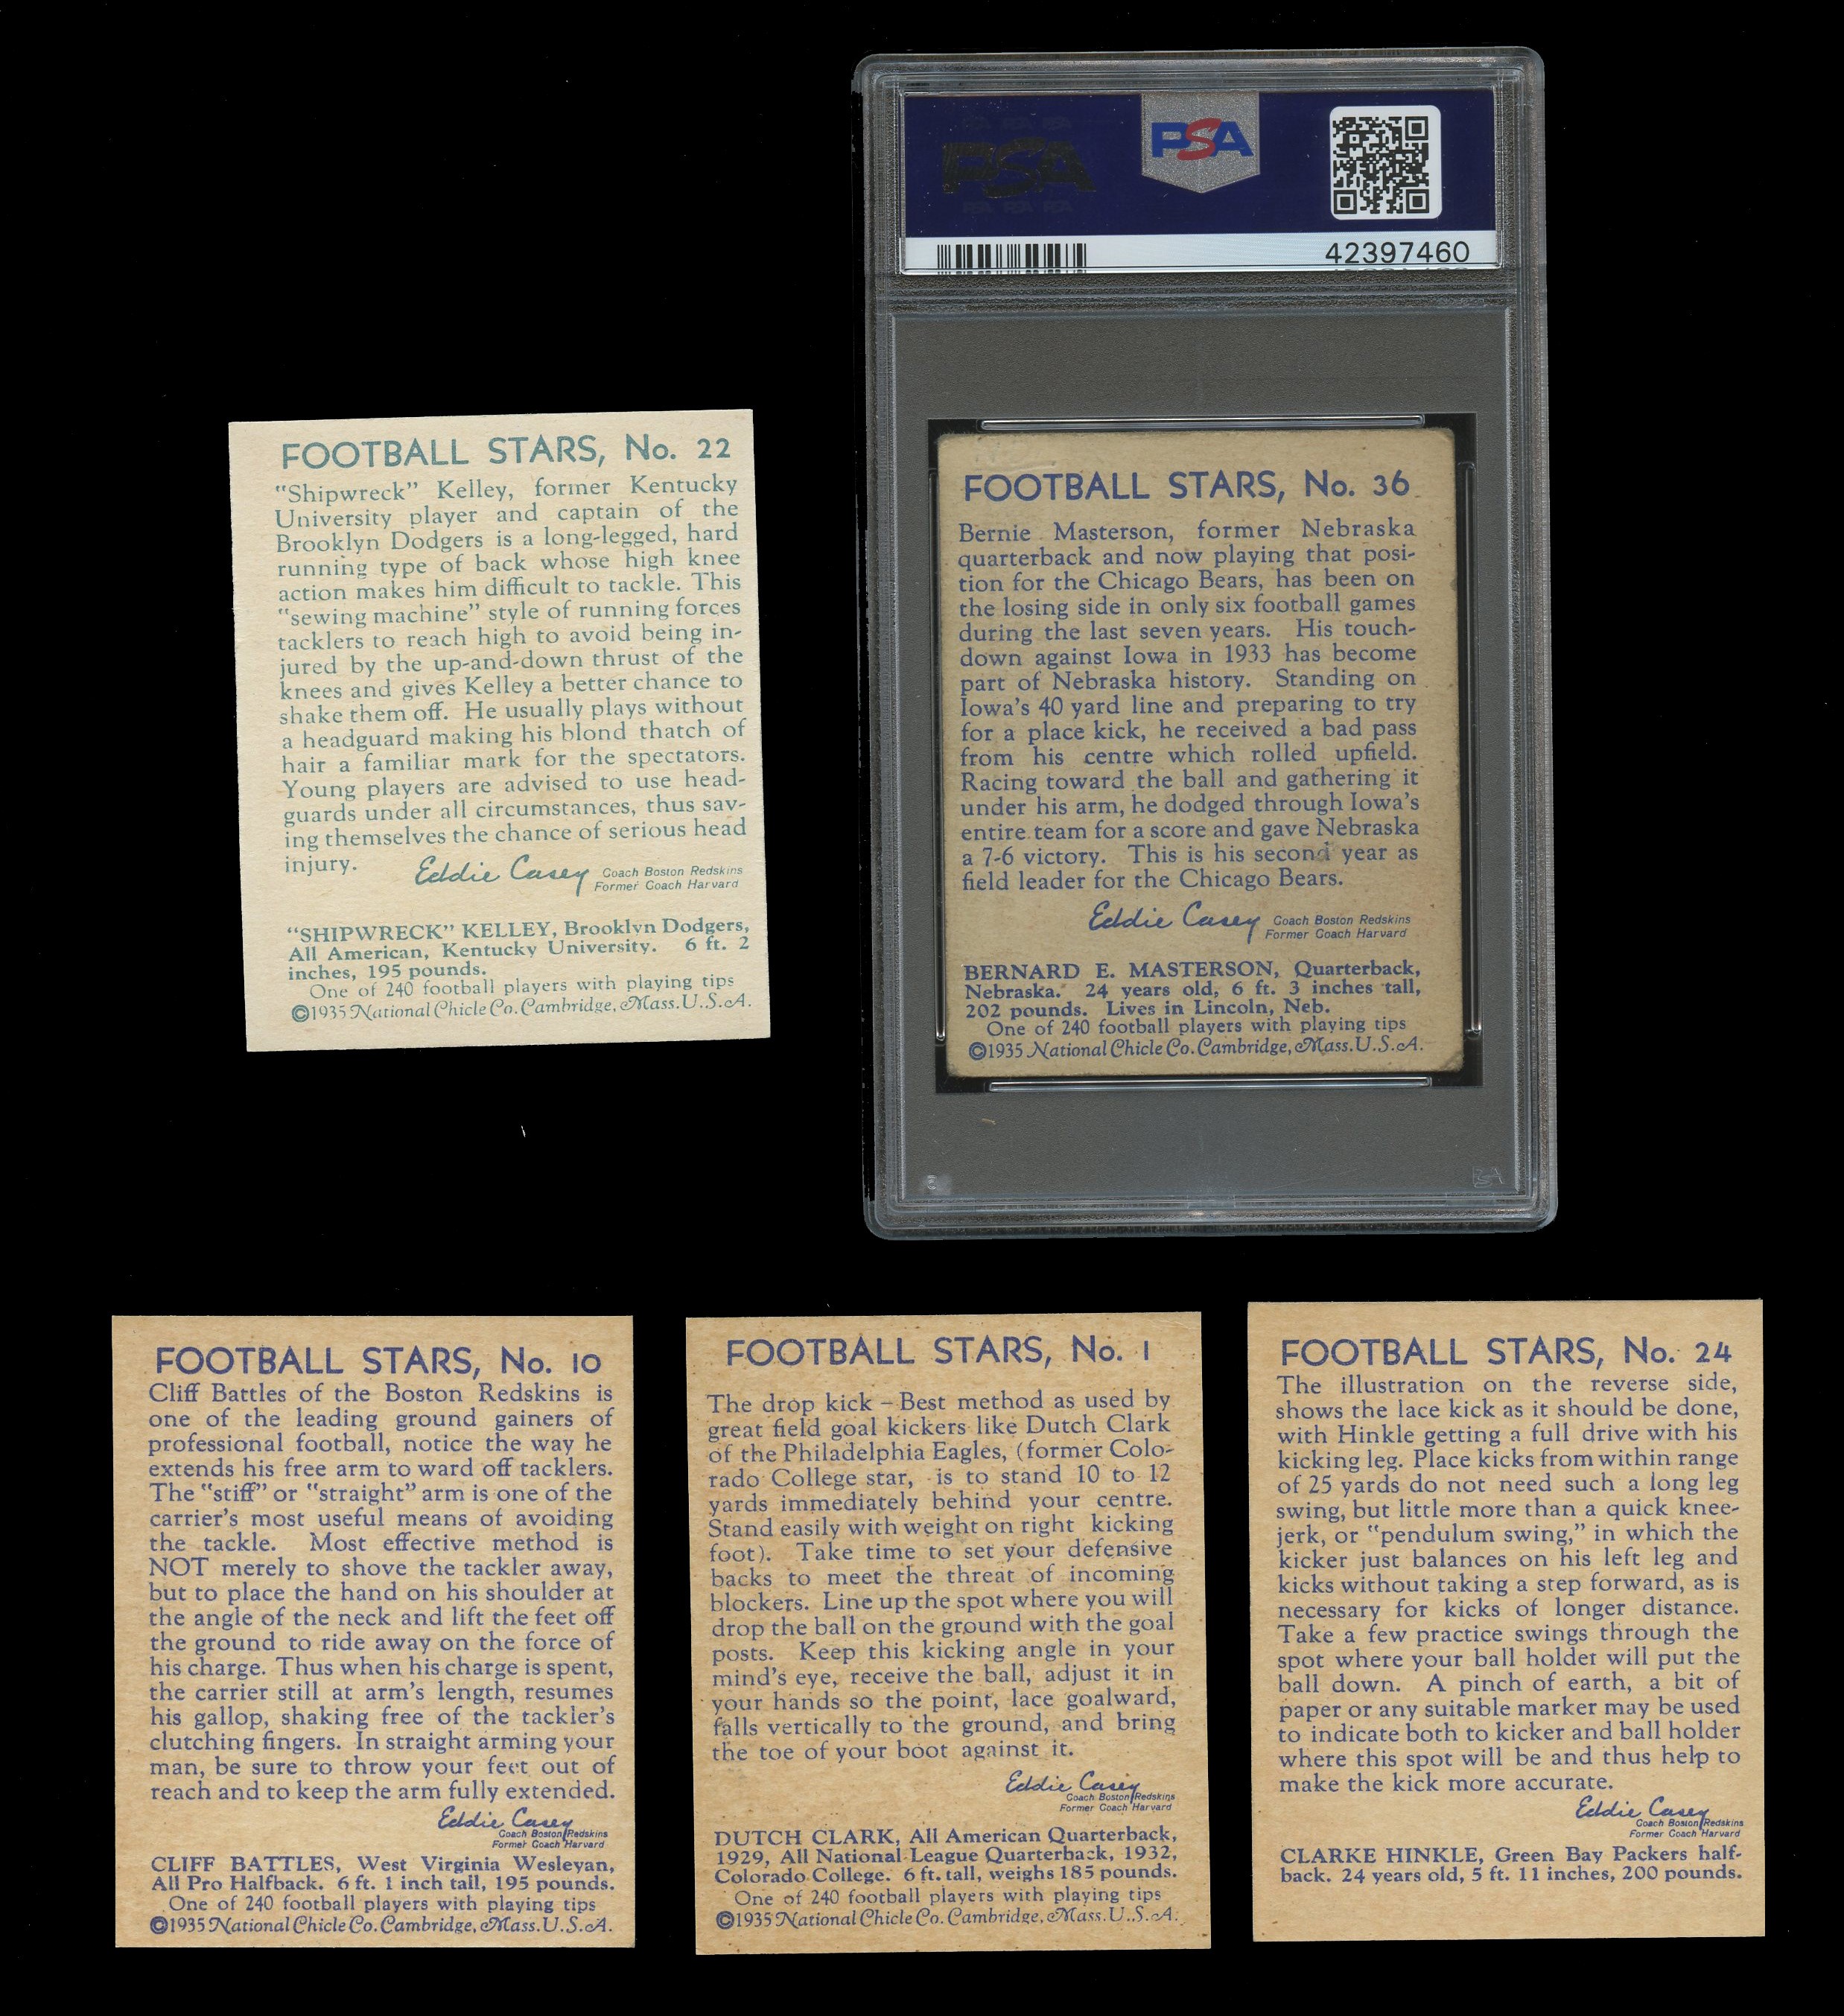 PSA
PSA
42397460
FOOTBALL STARS, No. 22
"Shipwreck" Kelley, former Kentucky
University player and captain of the
Brooklyn Dodgers is a long-legged, hard
running type of back whose high knee
action makes him difficult to tackle. This
"sewing machine" style of running forces
tacklers to reach high to avoid being in-
jured by the up-and-down thrust of the
knees and gives Kelley a better chance to
shake them off. He usually plays without
a headguard making his blond thatch of
hair a familiar mark for the spectators.
Young players are advised to use head-
guards under all circumstances, thus sav-
ing themselves the chance of serious head
injury.
Eddie Casey Coach Boston Redskins
Former Coach Harvard
"SHIPWRECK" KELLEY, Brooklyn Dodgers,
All American, Kentucky University. 6 ft. 2
inches, 195 pounds.
One of 240 football players with playing tips
©1935 National Chicle Co. Cambridge, Mass. U.S.A.
FOOTBALL STARS, No. 36
Bernie Masterson, former Nebraska
quarterback and now playing that posi-
tion for the Chicago Bears, has been on
the losing side in only six football games
during the last seven years. His touch-
down against Iowa in 1933 has become
part of Nebraska history. Standing on
Iowa's 40 yard line and preparing to try
for a place kick, he received a bad pass
from his centre which rolled upfield.
Racing toward the ball and gathering it
under his arm, he dodged through Iowa's
entire team for a score and gave Nebraska
a 7-6 victory. This is his second year as
field leader for the Chicago Bears.
Eddie Casey Coach Boston Redskins
Former Coach Harvard
BERNARD E. MASTERSON, Quarterback,
Nebraska. 24 years old, 6 ft. 3 inches tall,
202 pounds. Lives in Lincoln, Neb.
One of 240 football players with playing tips
©1935 National Chicle Co. Cambridge, Mass. U.S.A.
PSA
FOOTBALL STARS, No. 10
Cliff Battles of the Boston Redskins is
one of the leading ground gainers of
professional football, notice the way he
extends his free arm to ward off tacklers.
The "stiff" or "straight" arm is one of the
carrier's most useful means of avoiding
the tackle. Most effective method is
NOT merely to shove the tackler away,
but to place the hand on his shoulder at
the angle of the neck and lift the feet off
the ground to ride away on the force of
his charge. Thus when his charge is spent,
the carrier still at arm's length, resumes
his gallop, shaking free of the tackler's
clutching fingers. In straight arming your
man, be sure to throw your feet out of
reach and to keep the arm fully extended.
Eddie Casey
Coach Boston Redskins
Former Coach Harvard
CLIFF BATTLES, West Virginia Wesleyan,
All Pro Halfback. 6 ft. 1 inch tall, 195 pounds.
One of 240 football players with playing tips
©1935 National Chicle Co. Cambridge, Mass. U.S.A.
FOOTBALL STARS, No. 1
The drop kick – Best method as used by
great field goal kickers like Dutch Clark
of the Philadelphia Eagles, (former Colo-
rado College star, is to stand 10 to 12
yards immediately behind your centre.
Stand easily with weight on right kicking
foot). Take time to set your defensive
backs to meet the threat of incoming
blockers. Line up the spot where you will
drop the ball on the ground with the goal
posts. Keep this kicking angle in your
mind's eye, receive the ball, adjust it in
your hands so the point, lace goalward,
falls vertically to the ground, and bring
the toe of your boot against it.
Eddie Casey
Coach Boston Redskins
Former Coach Harvard
DUTCH CLARK, All American Quarterback,
1929, All National League Quarterback, 1932,
Colorado College. 6 ft. tall, weighs 185 pounds.
One of 240 football players with playing tips
©1935 National Chicle Co. Cambridge, Mass. U.S.A.
FOOTBALL STARS, No. 24
The illustration on the reverse side,
shows the lace kick as it should be done,
with Hinkle getting a full drive with his
kicking leg. Place kicks from within range
of 25 yards do not need such a long leg
swing, but little more than a quick knee-
jerk, or "pendulum swing," in which the
kicker just balances on his left leg and
kicks without taking a step forward, as is
necessary for kicks of longer distance.
Take a few practice swings through the
spot where your ball holder will put the
ball down. A pinch of earth, a bit of
paper or any suitable marker may be used
to indicate both to kicker and ball holder
where this spot will be and thus help to
make the kick more accurate.
Eddie Casey
Coach Boston Redskins
Former Coach Harvard
CLARKE HINKLE, Green Bay Packers half-
back. 24 years old, 5 ft. 11 inches, 200 pounds.